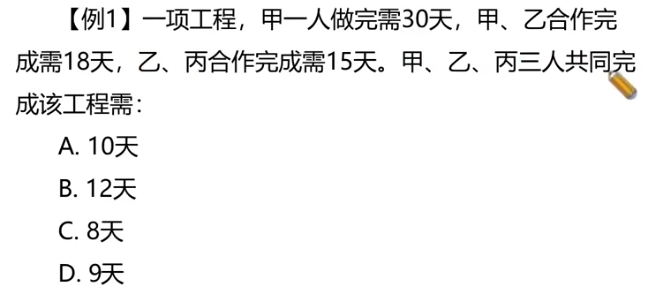 【例1】一项工程，甲一人做完需30天，甲、乙合作完
成需18天，乙、丙合作完成需15天。甲、乙、丙三人共同完
成该工程需：
A. 10天
B. 12天
C. 8天
D. 9天